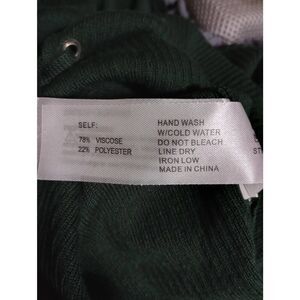 SELF:
78% VISCOSE
22% POLYESTER
HAND WASH
W/COLD WATER
DO NOT BLEACH
LINE DRY
IRON LOW
MADE IN CHINA